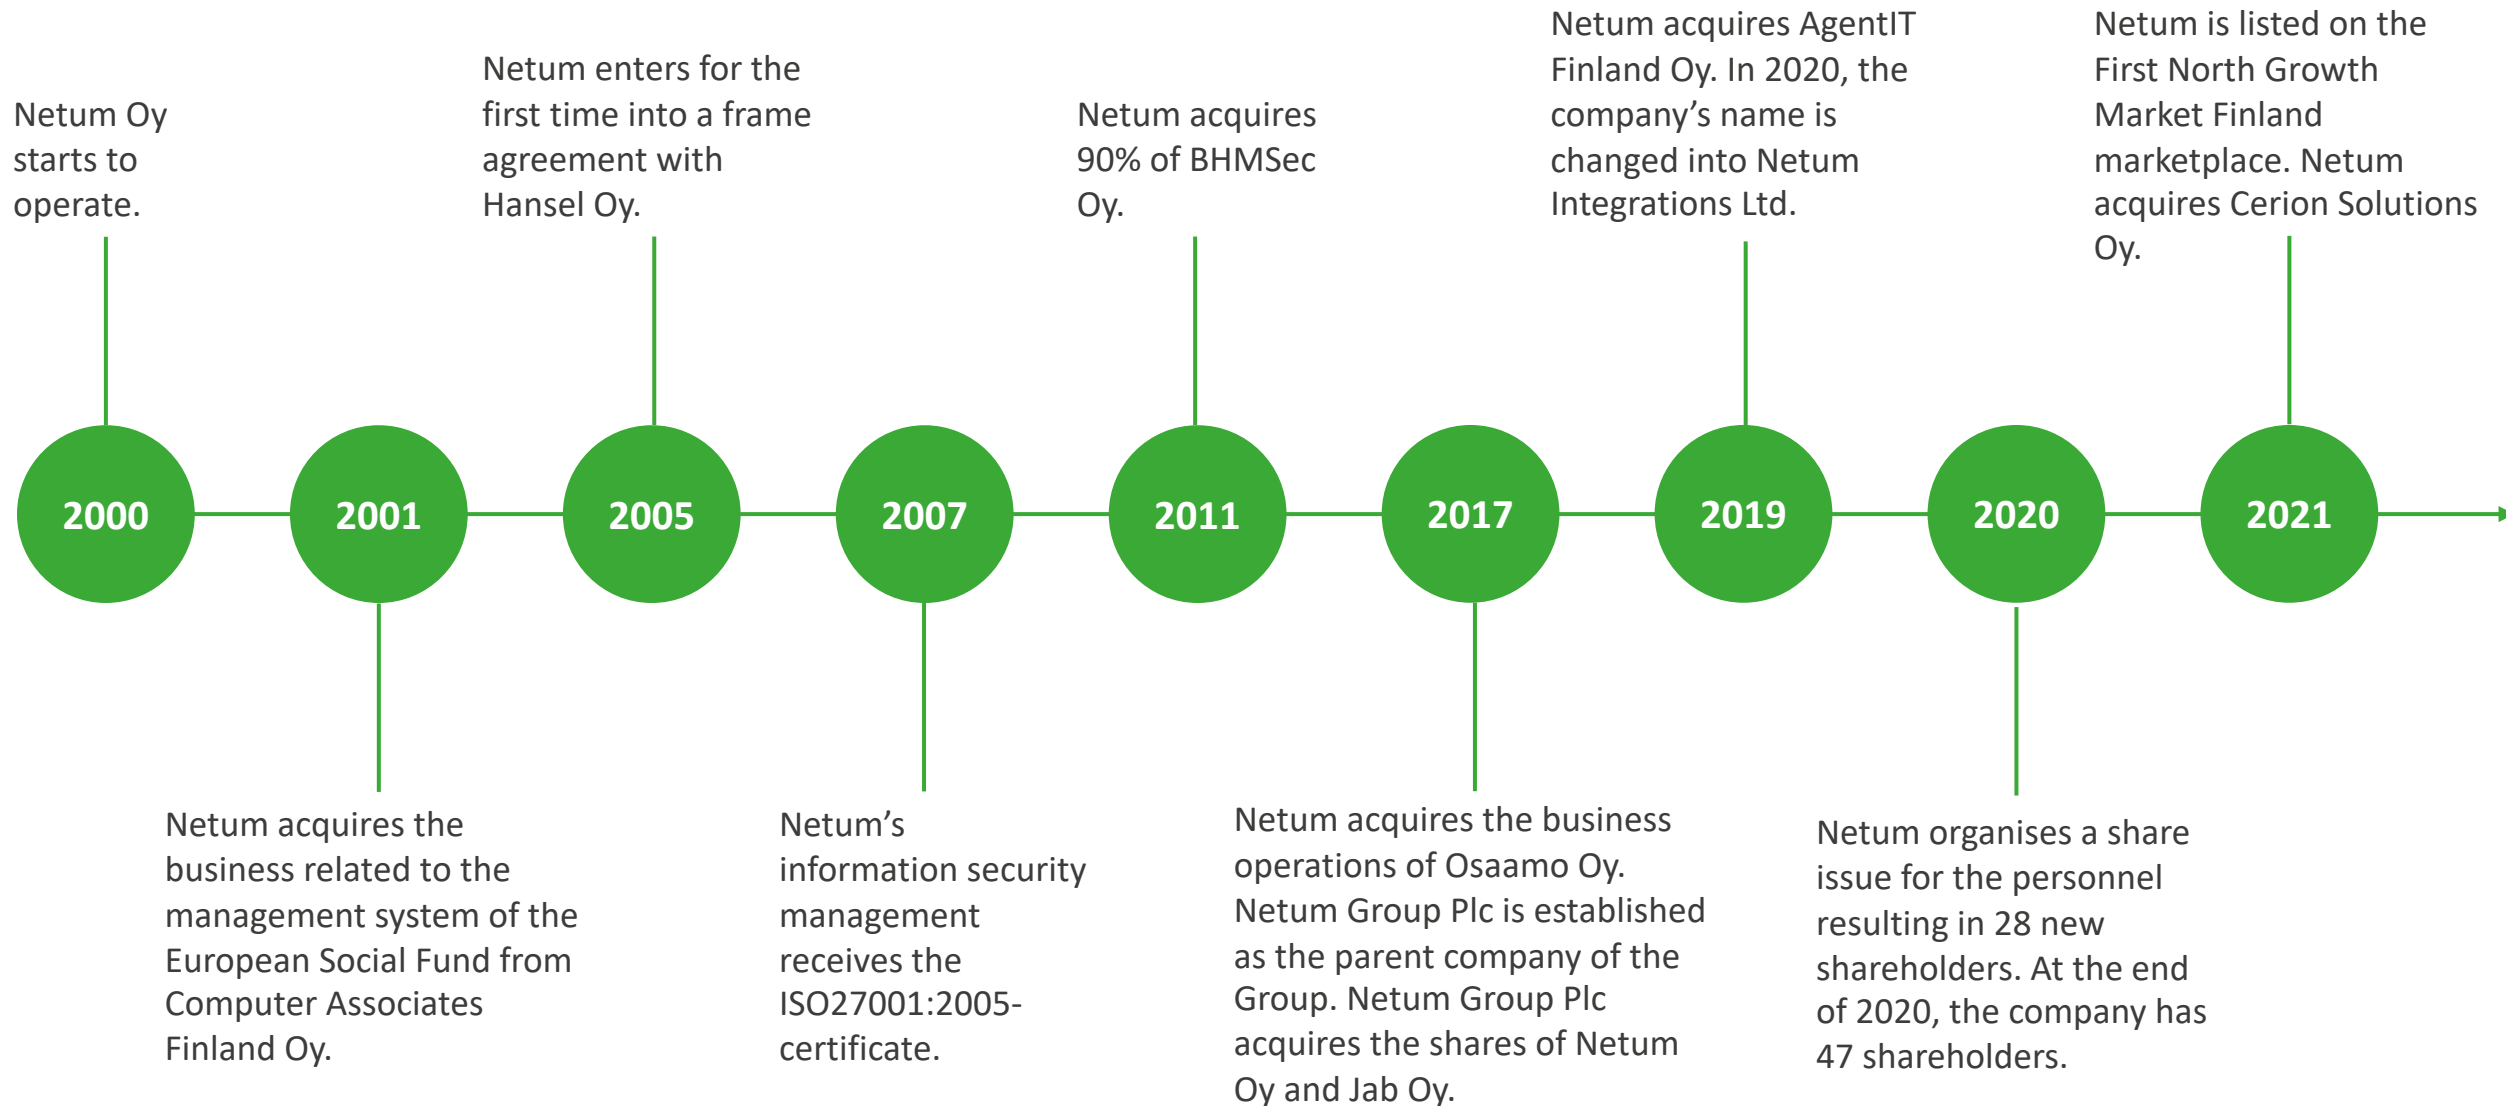 Netum Oy
starts to
operate.
Netum enters for the
first time into a frame
agreement with
Hansel Oy.
Netum acquires
90% of BHMSec
Oy.
Netum acquires AgentIT
Finland Oy. In 2020, the
company’s name is
changed into Netum
Integrations Ltd.
Netum is listed on the
First North Growth
Market Finland
marketplace. Netum
acquires Cerion Solutions
Oy.
2000
2001
2005
2007
2011
2017
2019
2020
2021
Netum acquires the
business related to the
management system of the
European Social Fund from
Computer Associates
Finland Oy.
Netum’s
information security
management
receives the
ISO27001:2005-
certificate.
Netum acquires the business
operations of Osaamo Oy.
Netum Group Plc is established
as the parent company of the
Group. Netum Group Plc
acquires the shares of Netum
Oy and Jab Oy.
Netum organises a share
issue for the personnel
resulting in 28 new
shareholders. At the end
of 2020, the company has
47 shareholders.